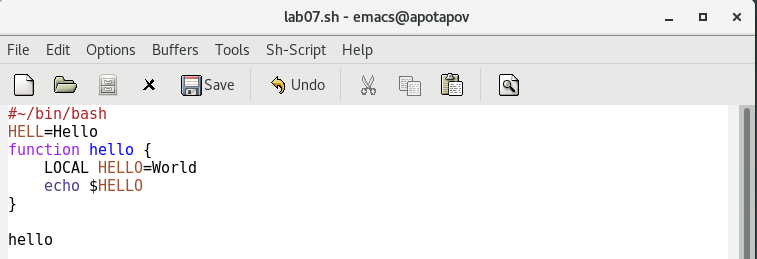 lab07.sh - emacs@apotapov
File Edit Options Buffers Tools Sh-Script Help
Save Undo
#~/bin/bash
HELL=Hello
function hello {
    LOCAL HELLO=World
    echo $HELLO
}
hello